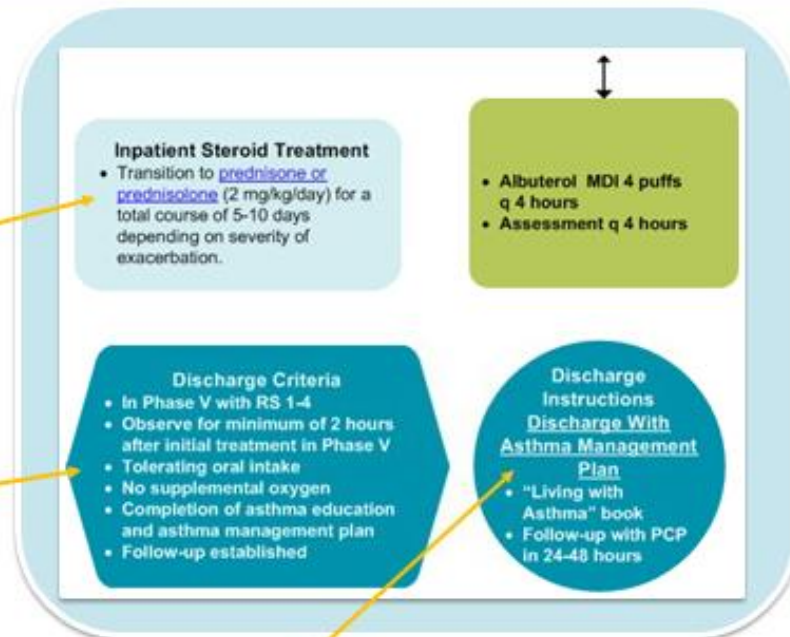 Inpatient Steroid Treatment
• Transition to prednisone or
prednisolone (2 mg/kg/day) for a
total course of 5-10 days
depending on severity of
exacerbation.
• Albuterol MDI 4 puffs
q 4 hours
• Assessment q 4 hours
Discharge Criteria
• In Phase V with RS 1-4
• Observe for minimum of 2 hours
after initial treatment in Phase V
• Tolerating oral intake
• No supplemental oxygen
• Completion of asthma education
and asthma management plan
• Follow-up established
Discharge
Instructions
Discharge With
Asthma Management
Plan
• “Living with
Asthma” book
• Follow-up with PCP
in 24-48 hours